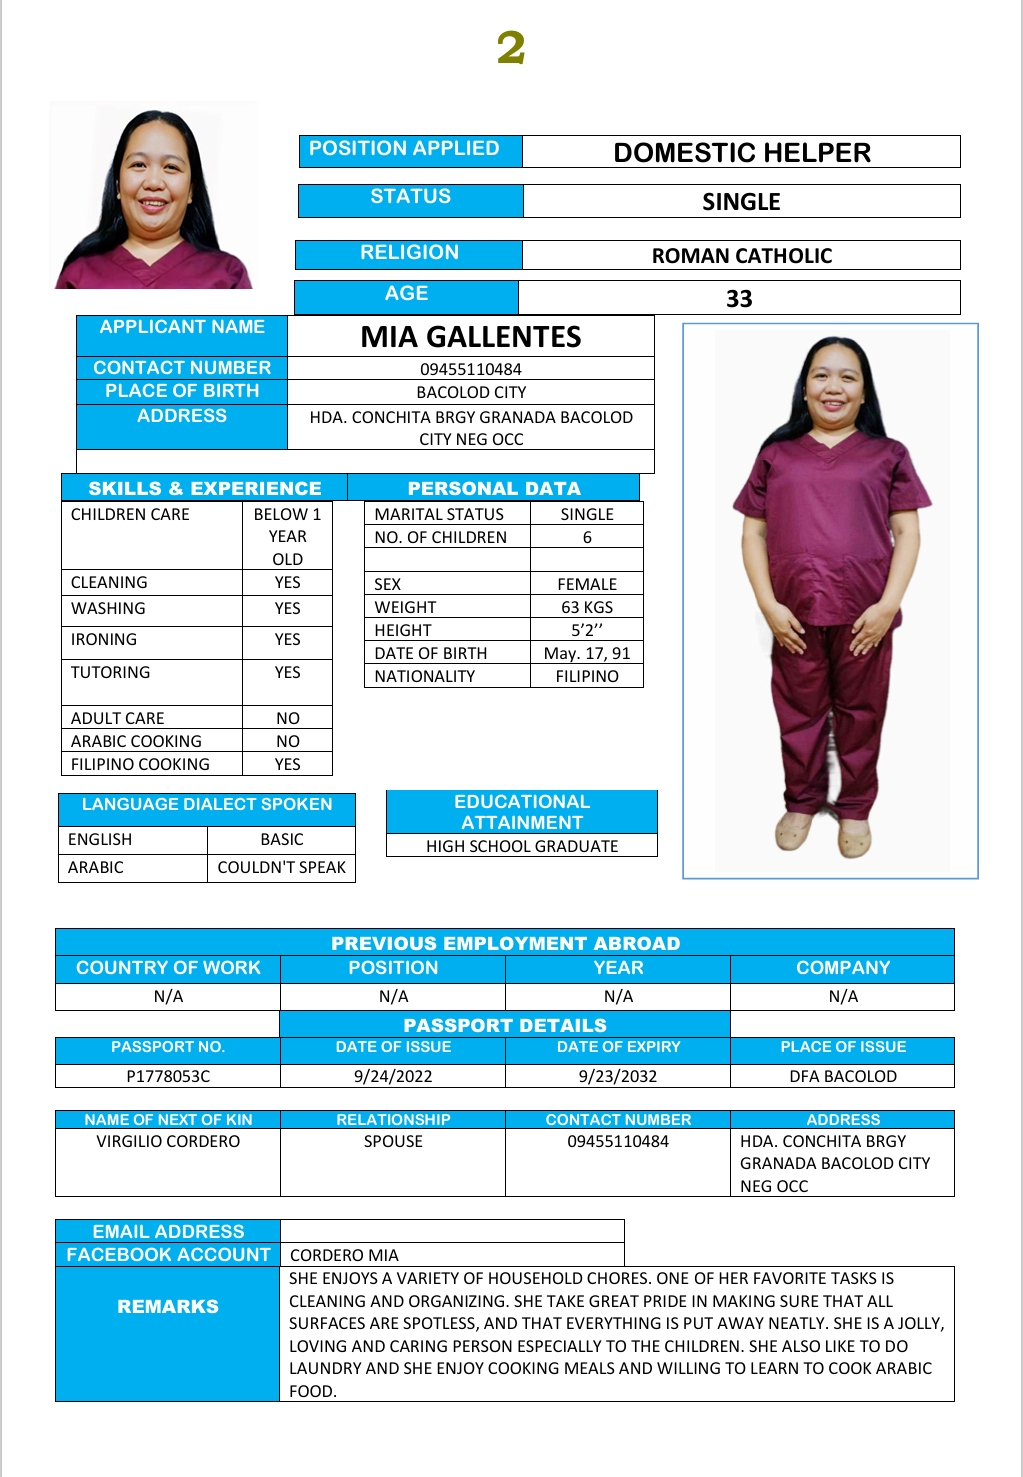 2
POSITION APPLIED DOMESTIC HELPER
STATUS SINGLE
RELIGION ROMAN CATHOLIC
AGE 33
APPLICANT NAME MIA GALLENTES
CONTACT NUMBER 09455110484
PLACE OF BIRTH BACOLOD CITY
ADDRESS HDA. CONCHITA BRGY GRANADA BACOLOD
CITY NEG OCC
SKILLS & EXPERIENCE
CHILDREN CARE BELOW 1
YEAR
OLD
CLEANING YES
WASHING YES
IRONING YES
TUTORING YES
ADULT CARE NO
ARABIC COOKING NO
FILIPINO COOKING YES
PERSONAL DATA
MARITAL STATUS SINGLE
NO. OF CHILDREN 6
SEX FEMALE
WEIGHT 63 KGS
HEIGHT 5’2’’
DATE OF BIRTH May. 17, 91
NATIONALITY FILIPINO
LANGUAGE DIALECT SPOKEN
ENGLISH BASIC
ARABIC COULDN'T SPEAK
EDUCATIONAL
ATTAINMENT
HIGH SCHOOL GRADUATE
PREVIOUS EMPLOYMENT ABROAD
COUNTRY OF WORK POSITION YEAR COMPANY
N/A N/A N/A N/A
PASSPORT DETAILS
PASSPORT NO. DATE OF ISSUE DATE OF EXPIRY PLACE OF ISSUE
P1778053C 9/24/2022 9/23/2032 DFA BACOLOD
NAME OF NEXT OF KIN RELATIONSHIP CONTACT NUMBER ADDRESS
VIRGILIO CORDERO SPOUSE 09455110484 HDA. CONCHITA BRGY
GRANADA BACOLOD CITY
NEG OCC
EMAIL ADDRESS
FACEBOOK ACCOUNT CORDERO MIA
REMARKS
SHE ENJOYS A VARIETY OF HOUSEHOLD CHORES. ONE OF HER FAVORITE TASKS IS
CLEANING AND ORGANIZING. SHE TAKE GREAT PRIDE IN MAKING SURE THAT ALL
SURFACES ARE SPOTLESS, AND THAT EVERYTHING IS PUT AWAY NEATLY. SHE IS A JOLLY,
LOVING AND CARING PERSON ESPECIALLY TO THE CHILDREN. SHE ALSO LIKE TO DO
LAUNDRY AND SHE ENJOY COOKING MEALS AND WILLING TO LEARN TO COOK ARABIC
FOOD.